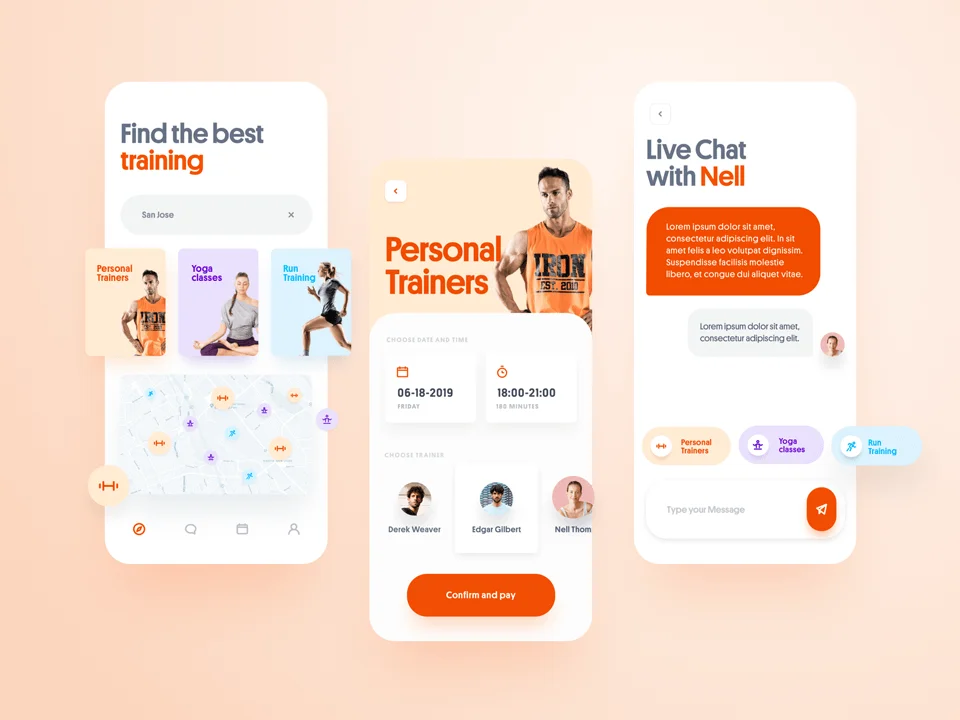 Find the best
training
San Jose
Personal
Trainers
Yoga
classes
Run
Training
Personal
Trainers
IRON
EST. 2010
CHOOSE DATE AND TIME
06-18-2019
FRIDAY
18:00-21:00
180 MINUTES
CHOOSE TRAINER
Derek Weaver
Edgar Gilbert
Nell Thom
Confirm and pay
Live Chat
with Nell
Lorem ipsum dolor sit amet,
consectetur adipiscing elit. In sit
amet felis a leo volutpat dignissim.
Suspendisse facilisis molestie
libero, et congue dui aliquet vitae.
Lorem ipsum dolor sit amet,
consectetur adipiscing elit.
Personal
Trainers
Yoga
classes
Run
Training
Type your Message